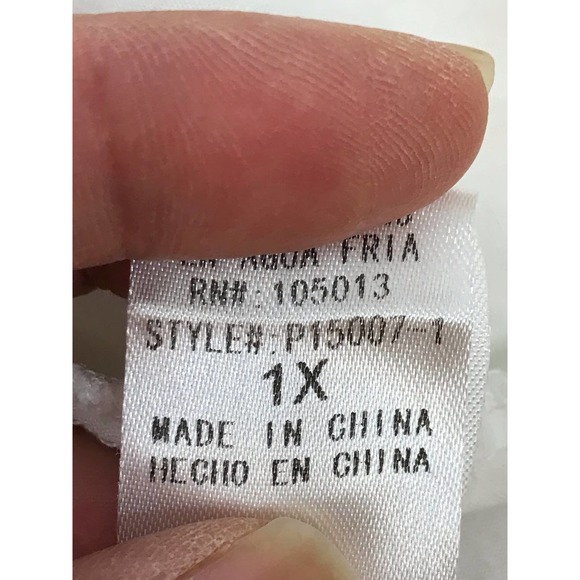 AGUA FRIA
RN#:105013
STYLE#:P15007-1
1X
MADE IN CHINA
HECHO EN CHINA